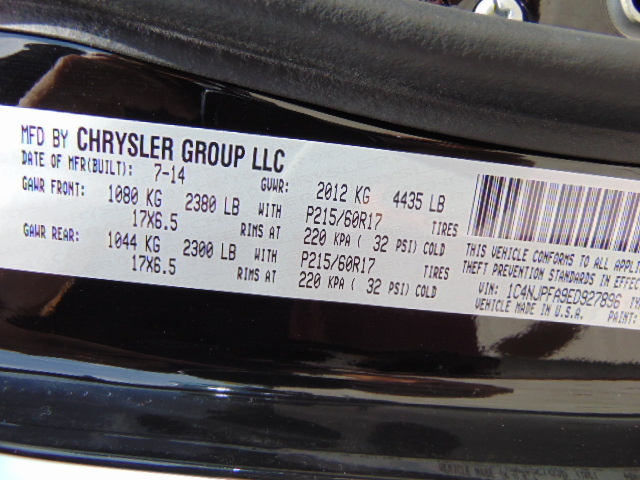 MFD BY CHRYSLER GROUP LLC
DATE OF MFR(BUILT): 7-14 GVWR: 2012 KG 4435 LB
GAWR FRONT: 1080 KG 2380 LB WITH P215/60R17 TIRES
17X6.5 RIMS AT 220 KPA ( 32 PSI) COLD
GAWR REAR: 1044 KG 2300 LB WITH P215/60R17 TIRES
17X6.5 RIMS AT 220 KPA ( 32 PSI) COLD
THIS VEHICLE CONFORMS TO ALL
THEFT PREVENTION STANDARDS IN EFFECT
VIN: 1C4NJPFA9ED927896
VEHICLE MADE IN U.S.A.